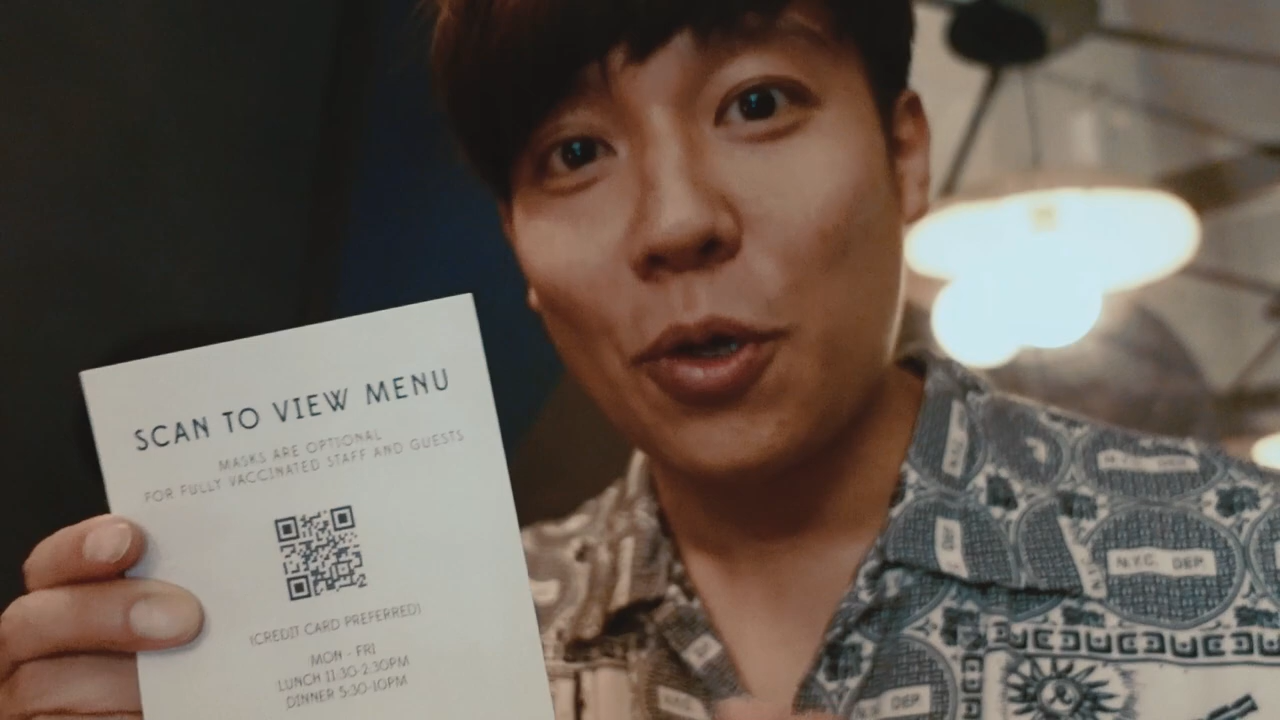 SCAN TO VIEW MENU
MASKS ARE OPTIONAL
FOR FULLY VACCINATED STAFF AND GUESTS
(CREDIT CARD PREFERRED)
MON - FRI
LUNCH 11:30-2:30PM
DINNER 5:30-10PM
N.Y.C. DEP.